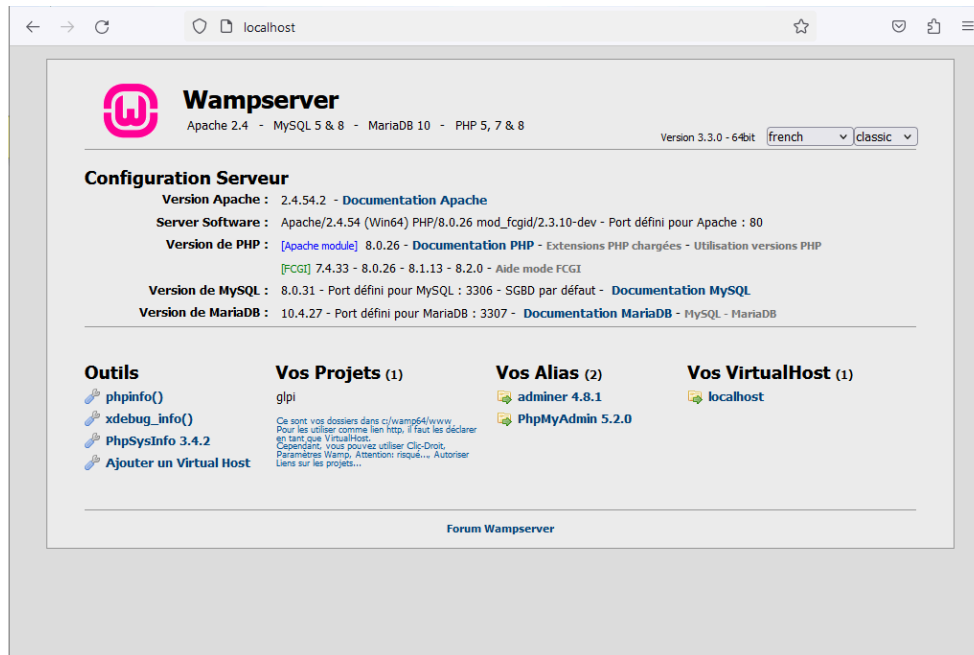 localhost
Wampserver
Apache 2.4 - MySQL 5 & 8 - MariaDB 10 - PHP 5, 7 & 8
Version 3.3.0 - 64bit french classic
Configuration Serveur
Version Apache : 2.4.54.2 - Documentation Apache
Server Software : Apache/2.4.54 (Win64) PHP/8.0.26 mod_fcgid/2.3.10-dev - Port défini pour Apache : 80
Version de PHP : [Apache module] 8.0.26 - Documentation PHP - Extensions PHP chargées - Utilisation versions PHP
[FCGI] 7.4.33 - 8.0.26 - 8.1.13 - 8.2.0 - Aide mode FCGI
Version de MySQL : 8.0.31 - Port défini pour MySQL : 3306 - SGBD par défaut - Documentation MySQL
Version de MariaDB : 10.4.27 - Port défini pour MariaDB : 3307 - Documentation MariaDB - MySQL - MariaDB
Outils
phpinfo()
xdebug_info()
PhpSysInfo 3.4.2
Ajouter un Virtual Host
Vos Projets (1)
glpi
Ce sont vos dossiers dans c:/wamp64/www
Pour les utiliser comme lien http, il faut les déclarer
en tant que VirtualHost.
Cependant, vous pouvez utiliser Clic-Droit,
Paramètres Wamp, Attention: risqué..., Autoriser
Liens sur les projets...
Vos Alias (2)
adminer 4.8.1
PhpMyAdmin 5.2.0
Vos VirtualHost (1)
localhost
Forum Wampserver